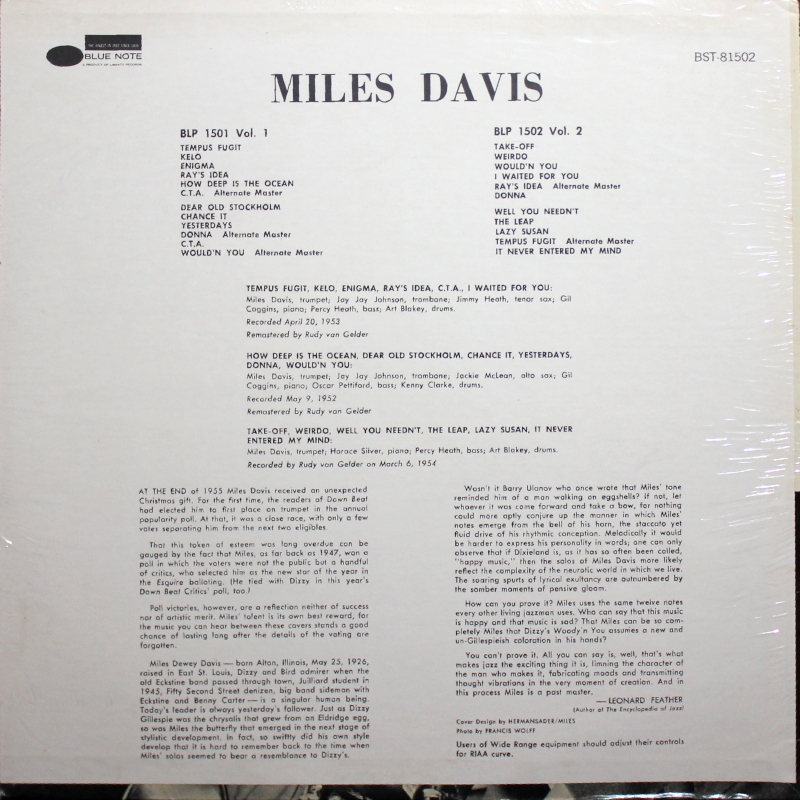 THE FINEST IN JAZZ SINCE 1939
BLUE NOTE
A PRODUCT OF LIBERTY RECORDS
BST-81502
MILES DAVIS
BLP 1501 Vol. 1
TEMPUS FUGIT
KELO
ENIGMA
RAY'S IDEA
HOW DEEP IS THE OCEAN
C.T.A. Alternate Master
DEAR OLD STOCKHOLM
CHANCE IT
YESTERDAYS
DONNA Alternate Master
C.T.A.
WOULD'N YOU Alternate Master
BLP 1502 Vol. 2
TAKE-OFF
WEIRDO
WOULD'N YOU
I WAITED FOR YOU
RAY'S IDEA Alternate Master
DONNA
WELL YOU NEEDN'T
THE LEAP
LAZY SUSAN
TEMPUS FUGIT Alternate Master
IT NEVER ENTERED MY MIND
TEMPUS FUGIT, KELO, ENIGMA, RAY'S IDEA, C.T.A., I WAITED FOR YOU:
Miles Davis, trumpet; Jay Jay Johnson, trombone; Jimmy Heath, tenor sax; Gil
Coggins, piano; Percy Heath, bass; Art Blakey, drums.
Recorded April 20, 1953
Remastered by Rudy van Gelder
HOW DEEP IS THE OCEAN, DEAR OLD STOCKHOLM, CHANCE IT, YESTERDAYS,
DONNA, WOULD'N YOU:
Miles Davis, trumpet; Jay Jay Johnson, trombone; Jackie McLean, alto sax; Gil
Coggins, piano; Oscar Pettiford, bass; Kenny Clarke, drums.
Recorded May 9, 1952
Remastered by Rudy van Gelder
TAKE-OFF, WEIRDO, WELL YOU NEEDN'T, THE LEAP, LAZY SUSAN, IT NEVER
ENTERED MY MIND:
Miles Davis, trumpet; Horace Silver, piano; Percy Heath, bass; Art Blakey, drums.
Recorded by Rudy van Gelder on March 6, 1954
AT THE END of 1955 Miles Davis received an unexpected
Christmas gift. For the first time, the readers of Down Beat
had elected him to first place on trumpet in the annual
popularity poll. At that, it was a close race, with only a few
votes separating him from the next two eligibles.
That this token of esteem was long overdue can be
gauged by the fact that Miles, as far back as 1947, won a
poll in which the voters were not the public but a handful
of critics, who selected him as the new star of the year in
the Esquire balloting. (He tied with Dizzy in this year's
Down Beat Critics' poll, too.)
Poll victories, however, are a reflection neither of success
nor of artistic merit. Miles' talent is its own best reward, for
the music you can hear between these covers stands a good
chance of lasting long after the details of the voting are
forgotten.
Miles Dewey Davis — born Alton, Illinois, May 25, 1926,
raised in East St. Louis, Dizzy and Bird admirer when the
old Eckstine band passed through town, Juilliard student in
1945, Fifty Second Street denizen, big band sideman with
Eckstine and Benny Carter — is a singular human being.
Today's leader is always yesterday's follower. Just as Dizzy
Gillespie was the chrysalis that grew from an Eldridge egg,
so was Miles the butterfly that emerged in the next stage of
stylistic development. In fact, so swiftly did his own style
develop that it is hard to remember back to the time when
Miles' solos seemed to bear a resemblance to Dizzy's.
Wasn't it Barry Ulanov who once wrote that Miles' tone
reminded him of a man walking on eggshells? If not, let
whoever it was come forward and take a bow, for nothing
could more aptly conjure up the manner in which Miles'
notes emerge from the bell of his horn, the staccato yet
fluid drive of his rhythmic conception. Melodically it would
be harder to express his personality in words; one can only
observe that if Dixieland is, as it has so often been called,
"happy music," then the solos of Miles Davis more likely
reflect the complexity of the neurotic world in which we live.
The soaring spurts of lyrical exultancy are outnumbered by
the somber moments of pensive gloom.
How can you prove it? Miles uses the same twelve notes
every other living jazzman uses. Who can say that this music
is happy and that music is sad? That Miles can be so com-
pletely Miles that Dizzy's Woody'n You assumes a new and
un-Gillespieish coloration in his hands?
You can't prove it. All you can say is, well, that's what
makes jazz the exciting thing it is, limning the character of
the man who makes it, fabricating moods and transmitting
thought vibrations in the very moment of creation. And in
this process Miles is a past master.
—LEONARD FEATHER
(Author of The Encyclopedia of Jazz)
Cover Design by HERMANSADER/MILES
Photo by FRANCIS WOLFF
Users of Wide Range equipment should adjust their controls
for RIAA curve.